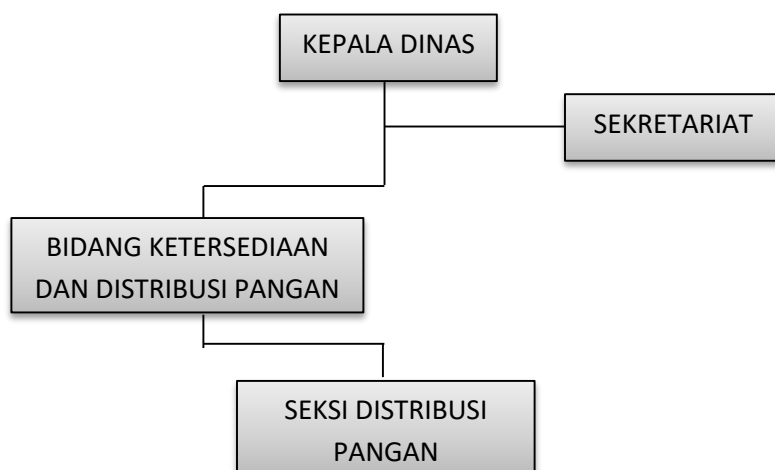 KEPALA DINAS
SEKRETARIAT
BIDANG KETERSEDIAAN
DAN DISTRIBUSI PANGAN
SEKSI DISTRIBUSI
PANGAN